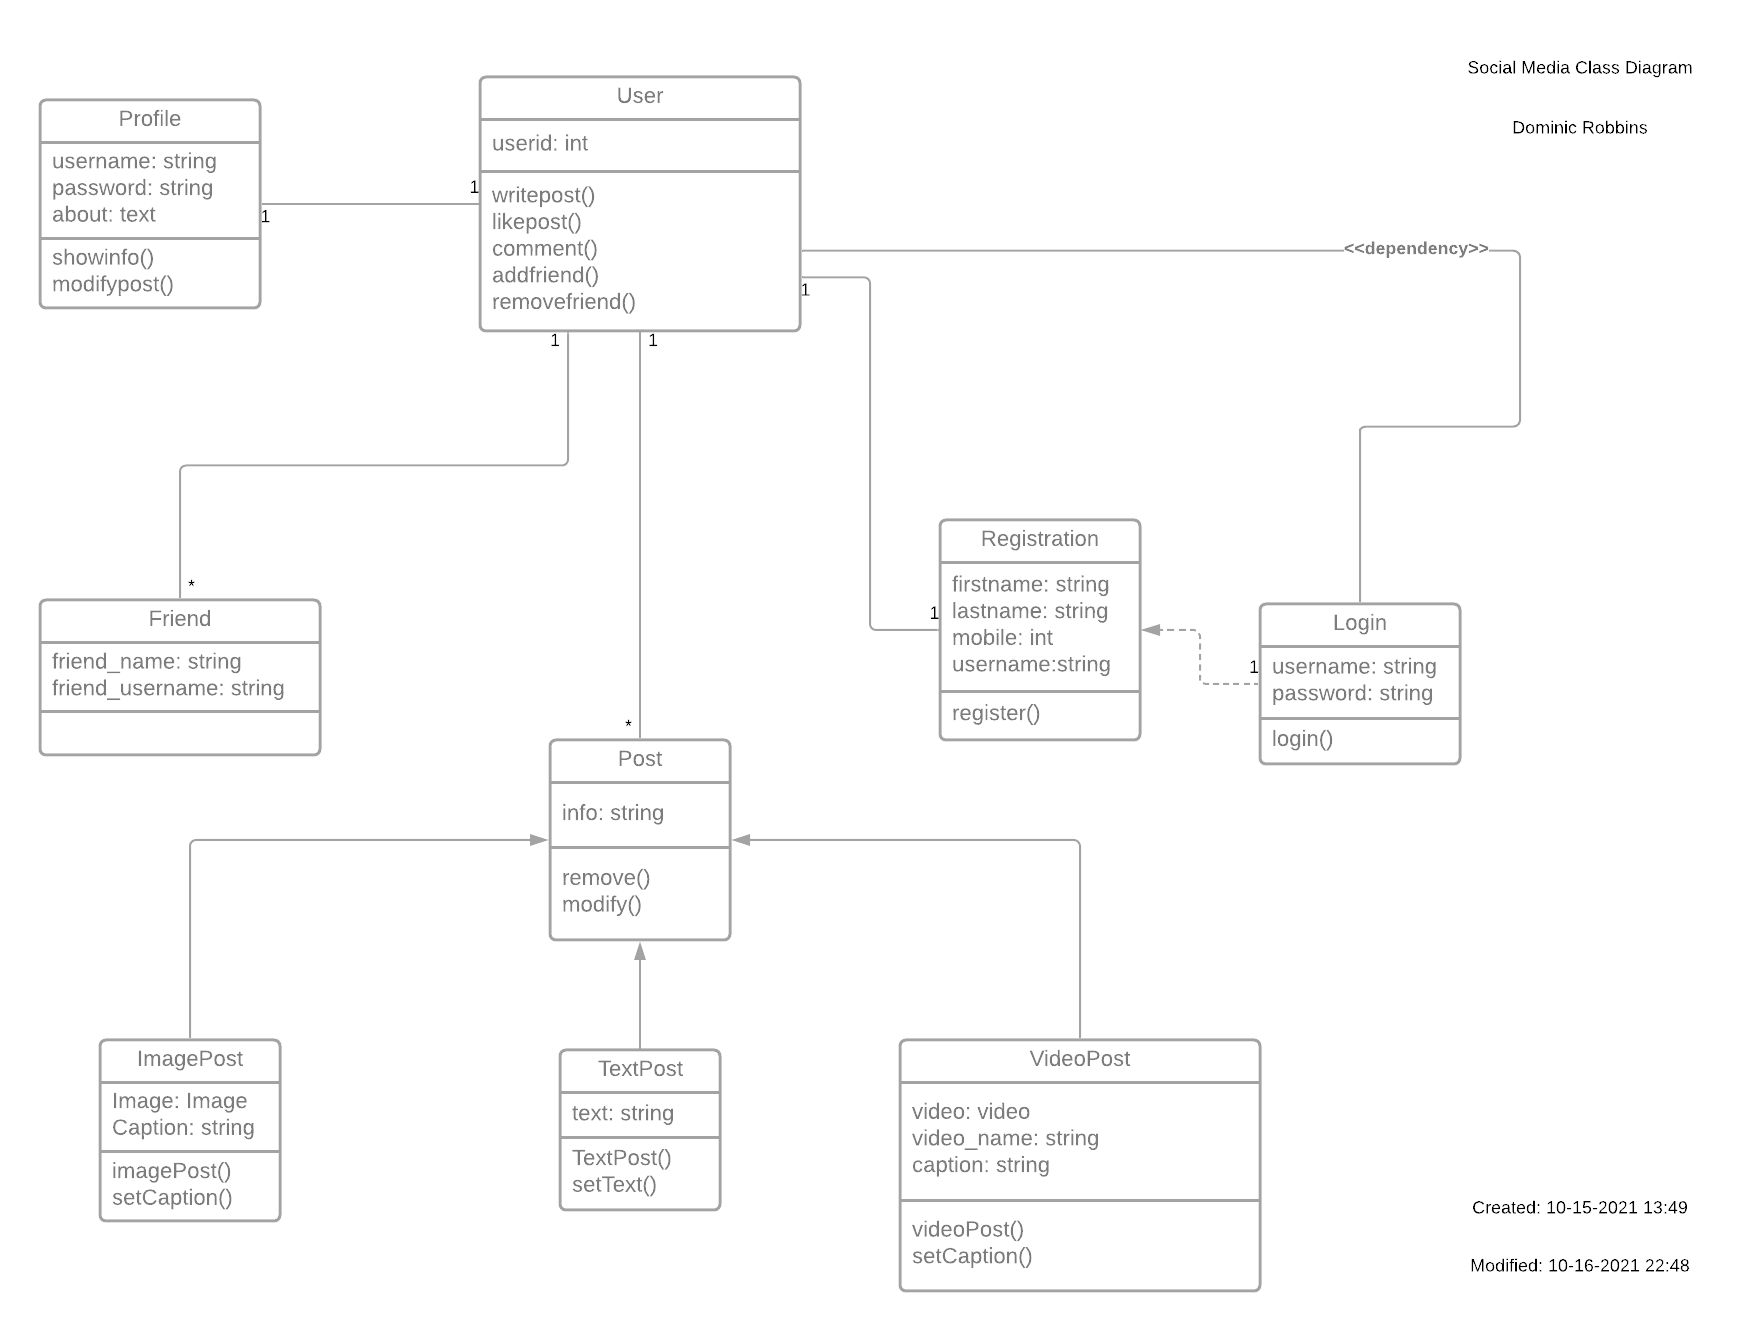 Social Media Class Diagram
Dominic Robbins
Profile
username: string
password: string
about: text
showinfo()
modifypost()
1
1
User
userid: int
writepost()
likepost()
comment()
addfriend()
removefriend()
<<dependency>>
1
1
1
*
Friend
friend_name: string
friend_username: string
1
Registration
firstname: string
lastname: string
mobile: int
username:string
register()
1
Login
username: string
password: string
login()
*
Post
info: string
remove()
modify()
ImagePost
Image: Image
Caption: string
imagePost()
setCaption()
TextPost
text: string
TextPost()
setText()
VideoPost
video: video
video_name: string
caption: string
videoPost()
setCaption()
Created: 10-15-2021 13:49
Modified: 10-16-2021 22:48